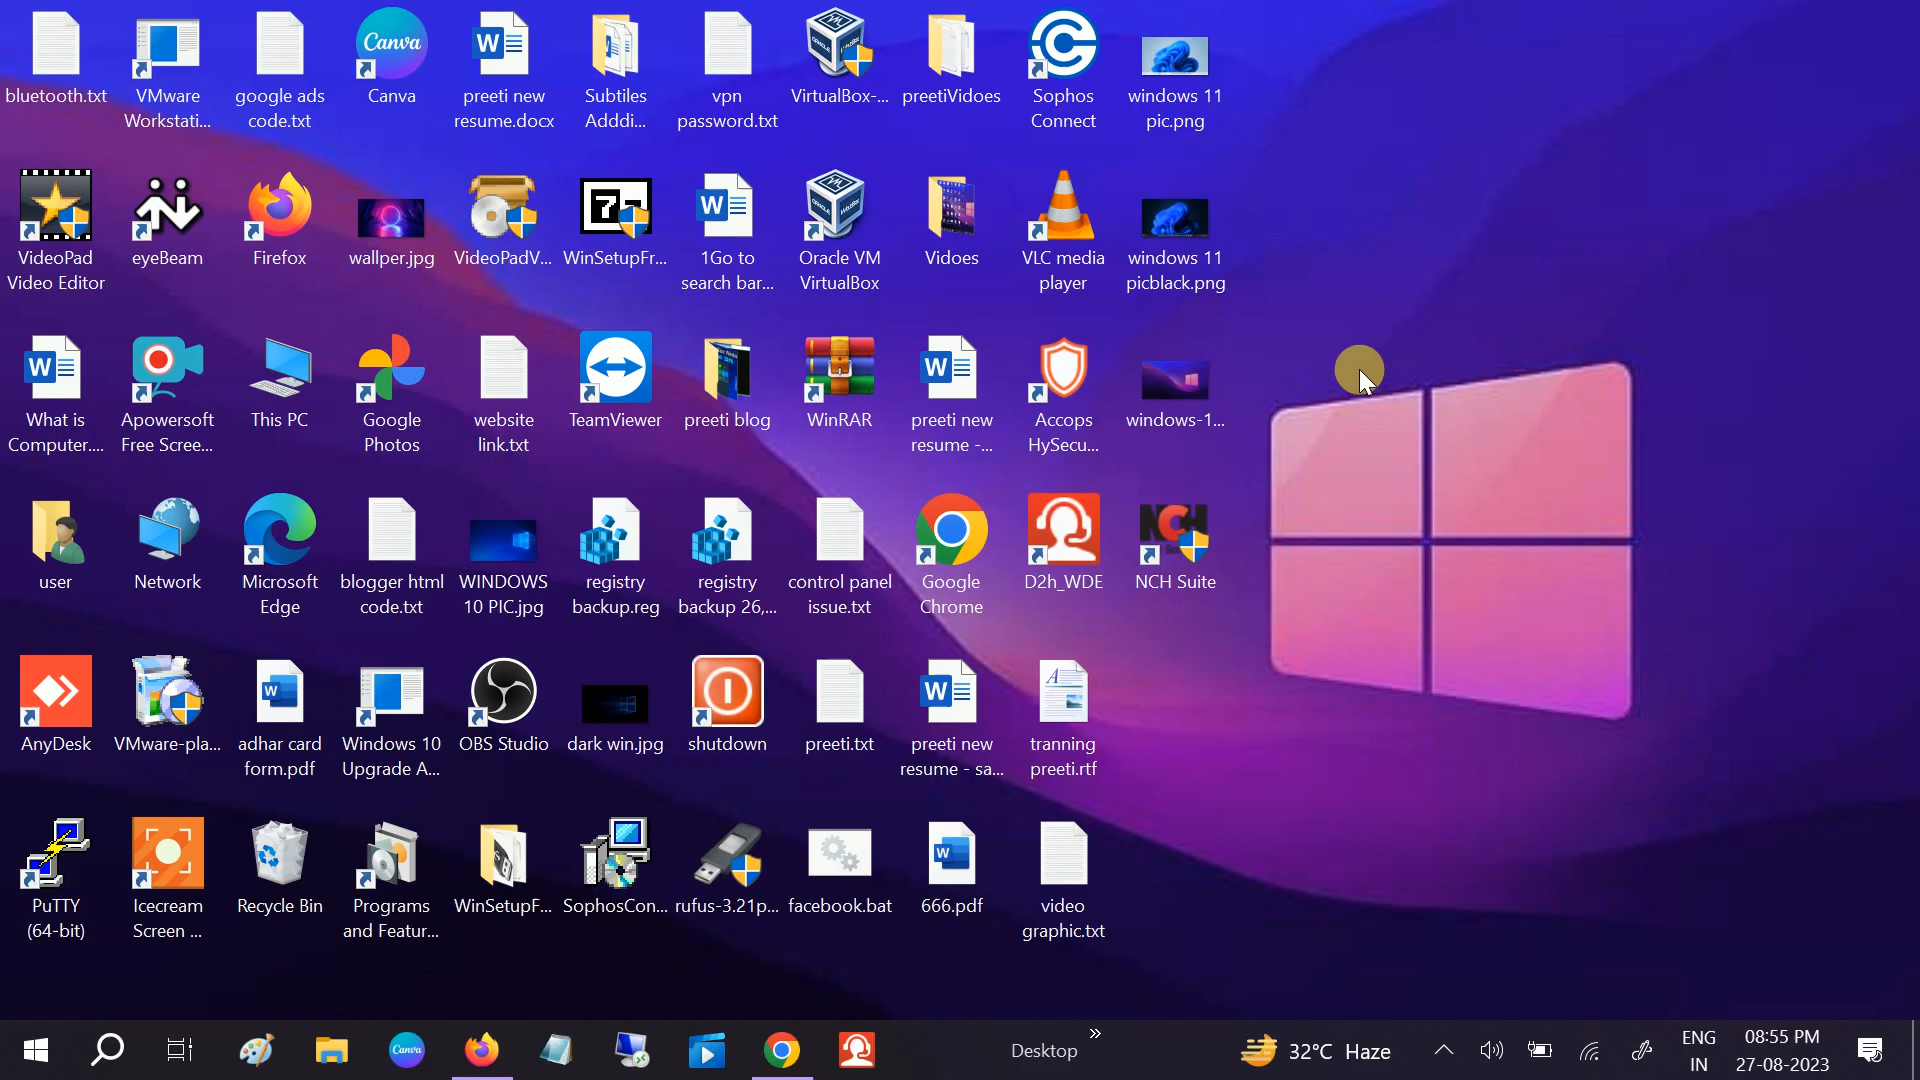 Canva
bluetooth.txt
VMware
Workstati...
google ads
code.txt
Canva
preeti new
resume.docx
Subtiles
Adddi...
vpn
password.txt
VirtualBox-...
preetiVidoes
Sophos
Connect
windows 11
pic.png
VideoPad
Video Editor
eyeBeam
Firefox
wallper.jpg
VideoPadV...
WinSetupFr...
1Go to
search bar...
Oracle VM
VirtualBox
Vidoes
VLC media
player
windows 11
picblack.png
What is
Computer....
Apowersoft
Free Scree...
This PC
Google
Photos
website
link.txt
TeamViewer
preeti blog
WinRAR
preeti new
resume -...
Accops
HySecu...
windows-1...
NCH
user
Network
Microsoft
Edge
blogger html
code.txt
WINDOWS
10 PIC.jpg
registry
backup.reg
registry
backup 26,...
control panel
issue.txt
Google
Chrome
D2h_WDE
NCH Suite
AnyDesk
VMware-pla...
adhar card
form.pdf
Windows 10
Upgrade A...
OBS Studio
dark win.jpg
shutdown
preeti.txt
preeti new
resume - sa...
tranning
preeti.rtf
PuTTY
(64-bit)
Icecream
Screen ...
Recycle Bin
Programs
and Featur...
WinSetupF...
SophosCon...
rufus-3.21p...
facebook.bat
666.pdf
video
graphic.txt
Canva
Desktop
32°C Haze
ENG
IN
08:55 PM
27-08-2023